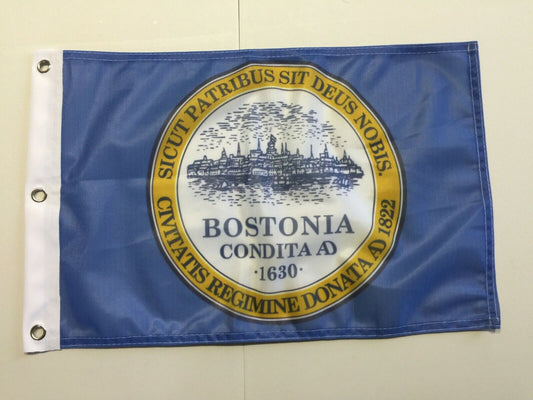 SICUT PATRIBUS SIT DEUS NOBIS.
BOSTONIA
CONDITA AD
·1630·
CIVITATIS REGIMINE DONATA AD 1822